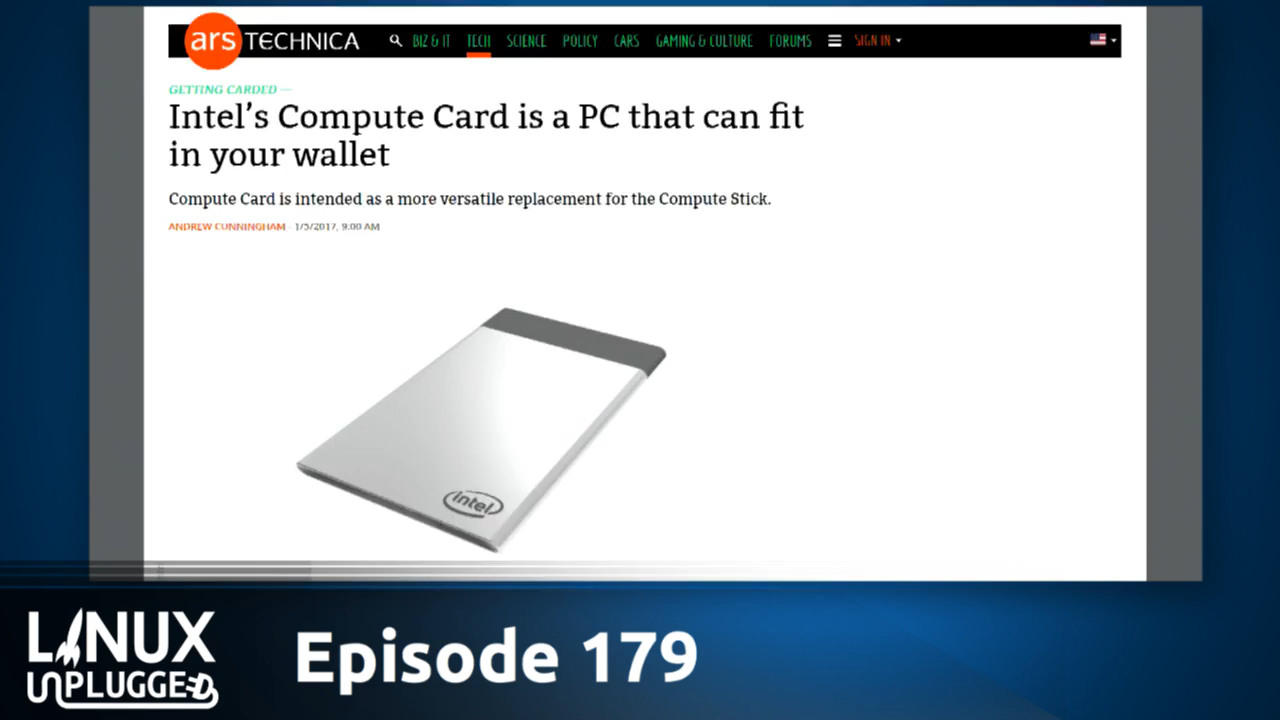 ars TECHNICA BIZ & IT TECH SCIENCE POLICY CARS GAMING & CULTURE FORUMS SIGN IN
GETTING CARDED —
Intel's Compute Card is a PC that can fit
in your wallet
Compute Card is intended as a more versatile replacement for the Compute Stick.
ANDREW CUNNINGHAM - 1/5/2017, 9:00 AM
intel
LINUX
UNPLUGGED
Episode 179